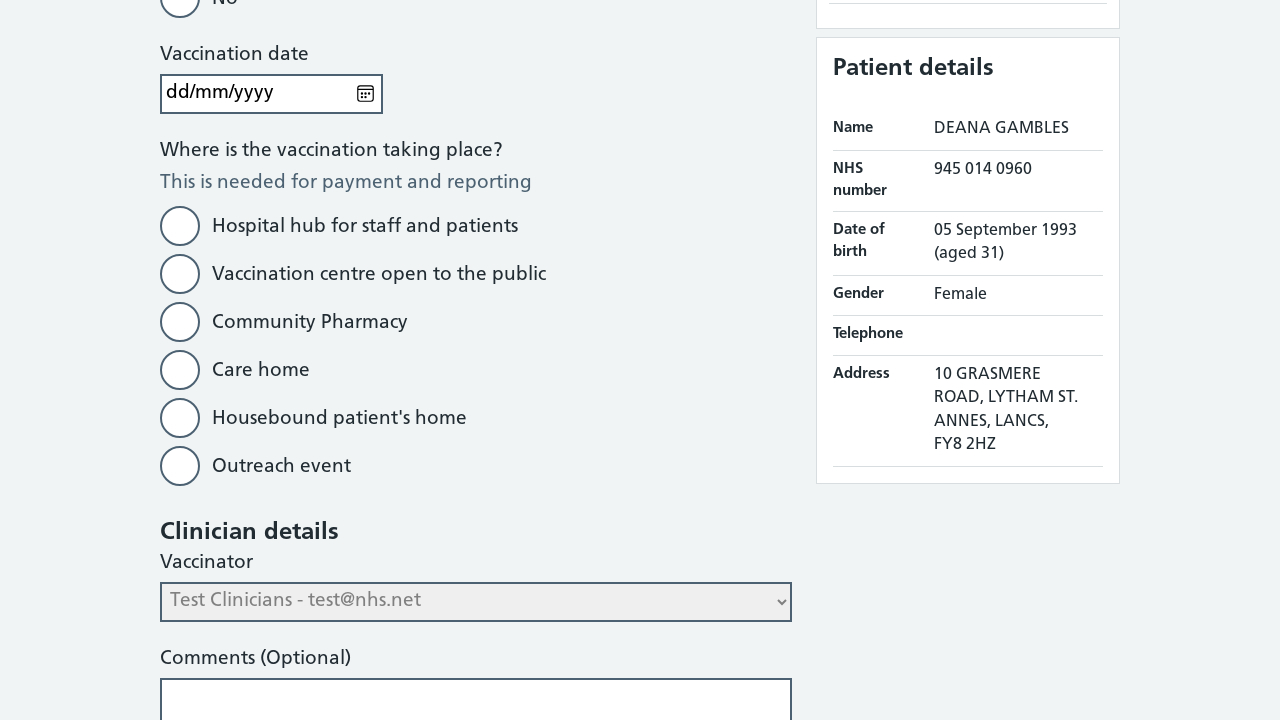 No
Vaccination date
dd/mm/yyyy
Where is the vaccination taking place?
This is needed for payment and reporting
Hospital hub for staff and patients
Vaccination centre open to the public
Community Pharmacy
Care home
Housebound patient's home
Outreach event
Clinician details
Vaccinator
Test Clinicians - test@nhs.net
Comments (Optional)
Patient details
Name DEANA GAMBLES
NHS number 945 014 0960
Date of birth 05 September 1993
(aged 31)
Gender Female
Telephone
Address 10 GRASMERE
ROAD, LYTHAM ST.
ANNES, LANCS,
FY8 2HZ